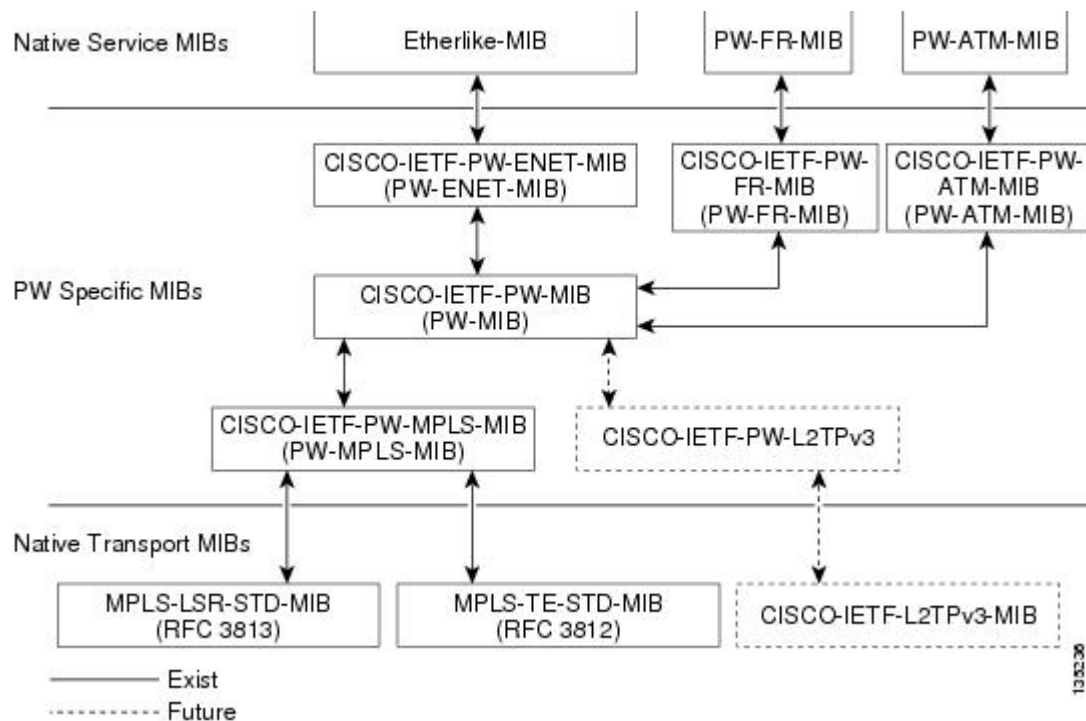 Native Service MIBs
Etherlike-MIB
PW-FR-MIB
PW-ATM-MIB
CISCO-IETF-PW-ENET-MIB
(PW-ENET-MIB)
CISCO-IETF-PW-
FR-MIB
(PW-FR-MIB)
CISCO-IETF-PW-
ATM-MIB
(PW-ATM-MIB)
PW Specific MIBs
CISCO-IETF-PW-MIB
(PW-MIB)
CISCO-IETF-PW-MPLS-MIB
(PW-MPLS-MIB)
CISCO-IETF-PW-L2TPv3
Native Transport MIBs
MPLS-LSR-STD-MIB
(RFC 3813)
MPLS-TE-STD-MIB
(RFC 3812)
CISCO-IETF-L2TPv3-MIB
Exist
Future
135236